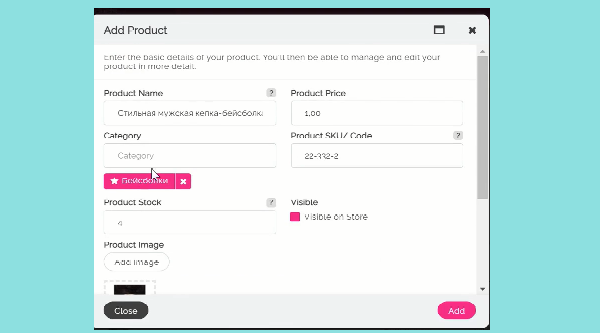 Add Product
Enter the basic details of your product. You'll then be able to manage and edit your
product in more detail.
Product Name ?
Product Price
Стильная мужская кепка-бейсболка
1.00
Category
Product SKU/ Code ?
Category
22-332-2
Бейсболки
Product Stock ?
Visible
4
Visible on Store
Product Image
Add Image
Close
Add